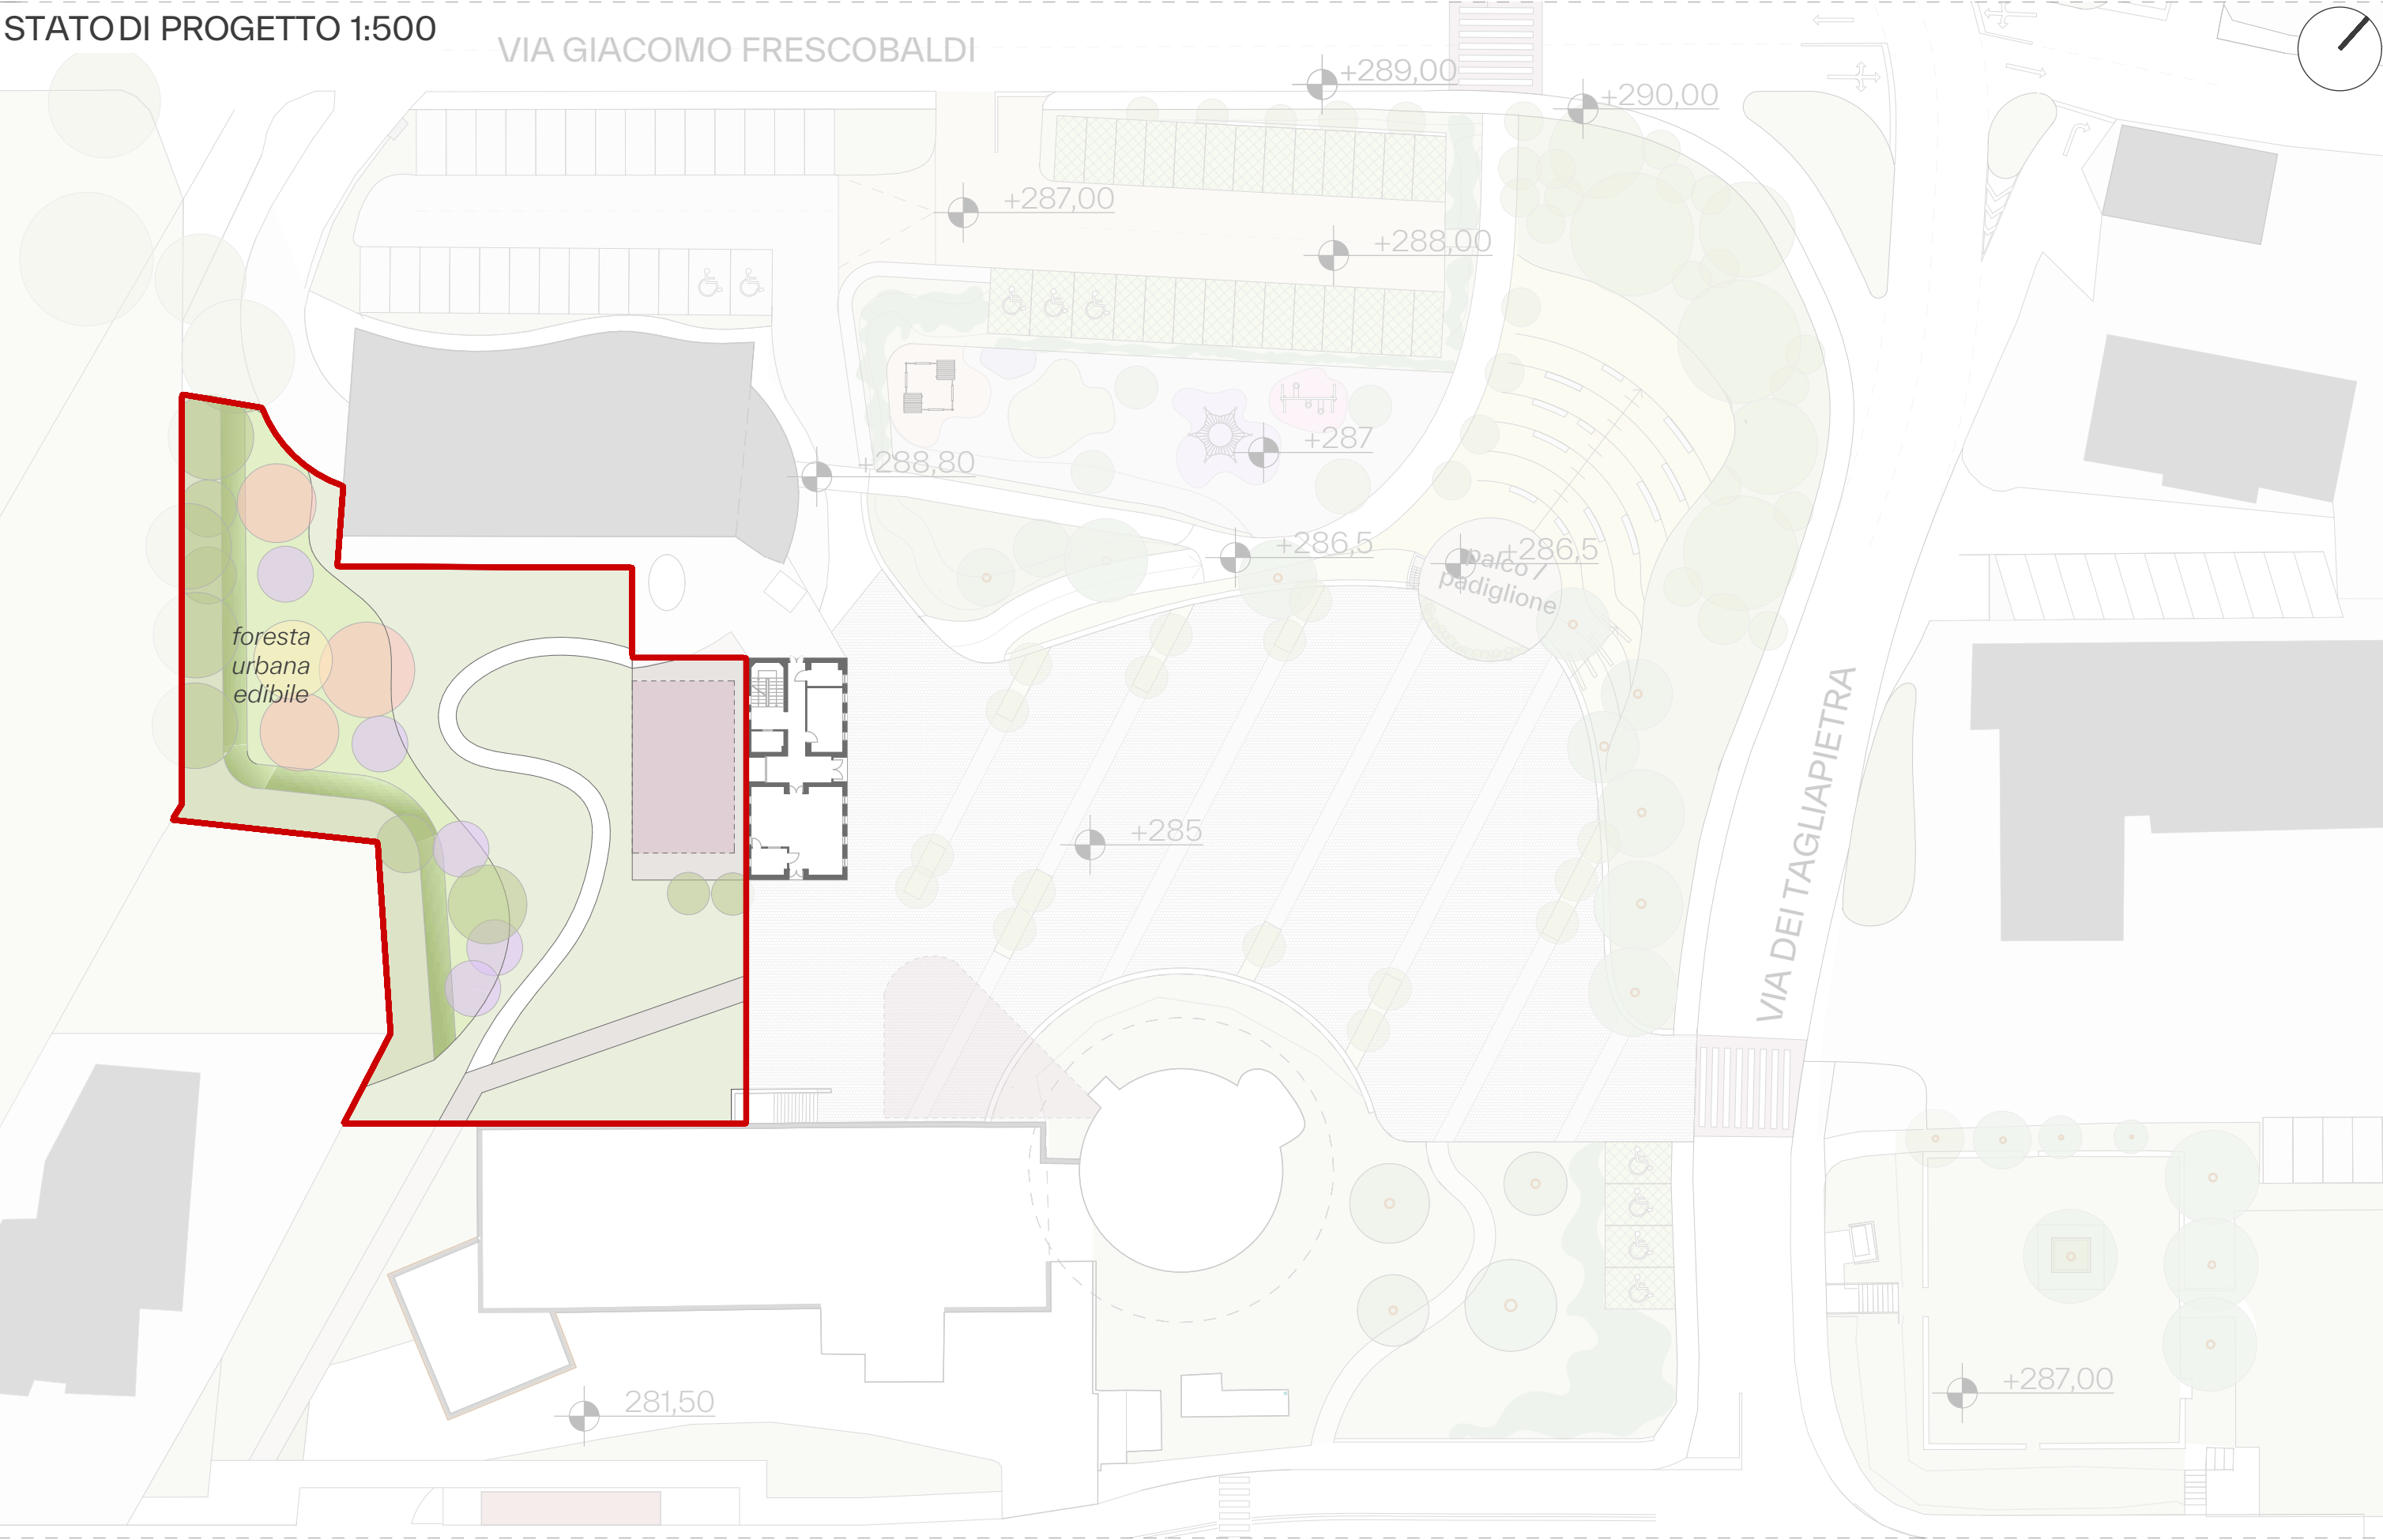 STATO DI PROGETTO 1:500
VIA GIACOMO FRESCOBALDI
+289,00
+290,00
+287,00
+288,00
+287
+288,80
+286,5
+286,5
palco /
padiglione
foresta
urbana
edibile
+285
VIA DEI TAGLIAPIETRA
+287,00
281,50